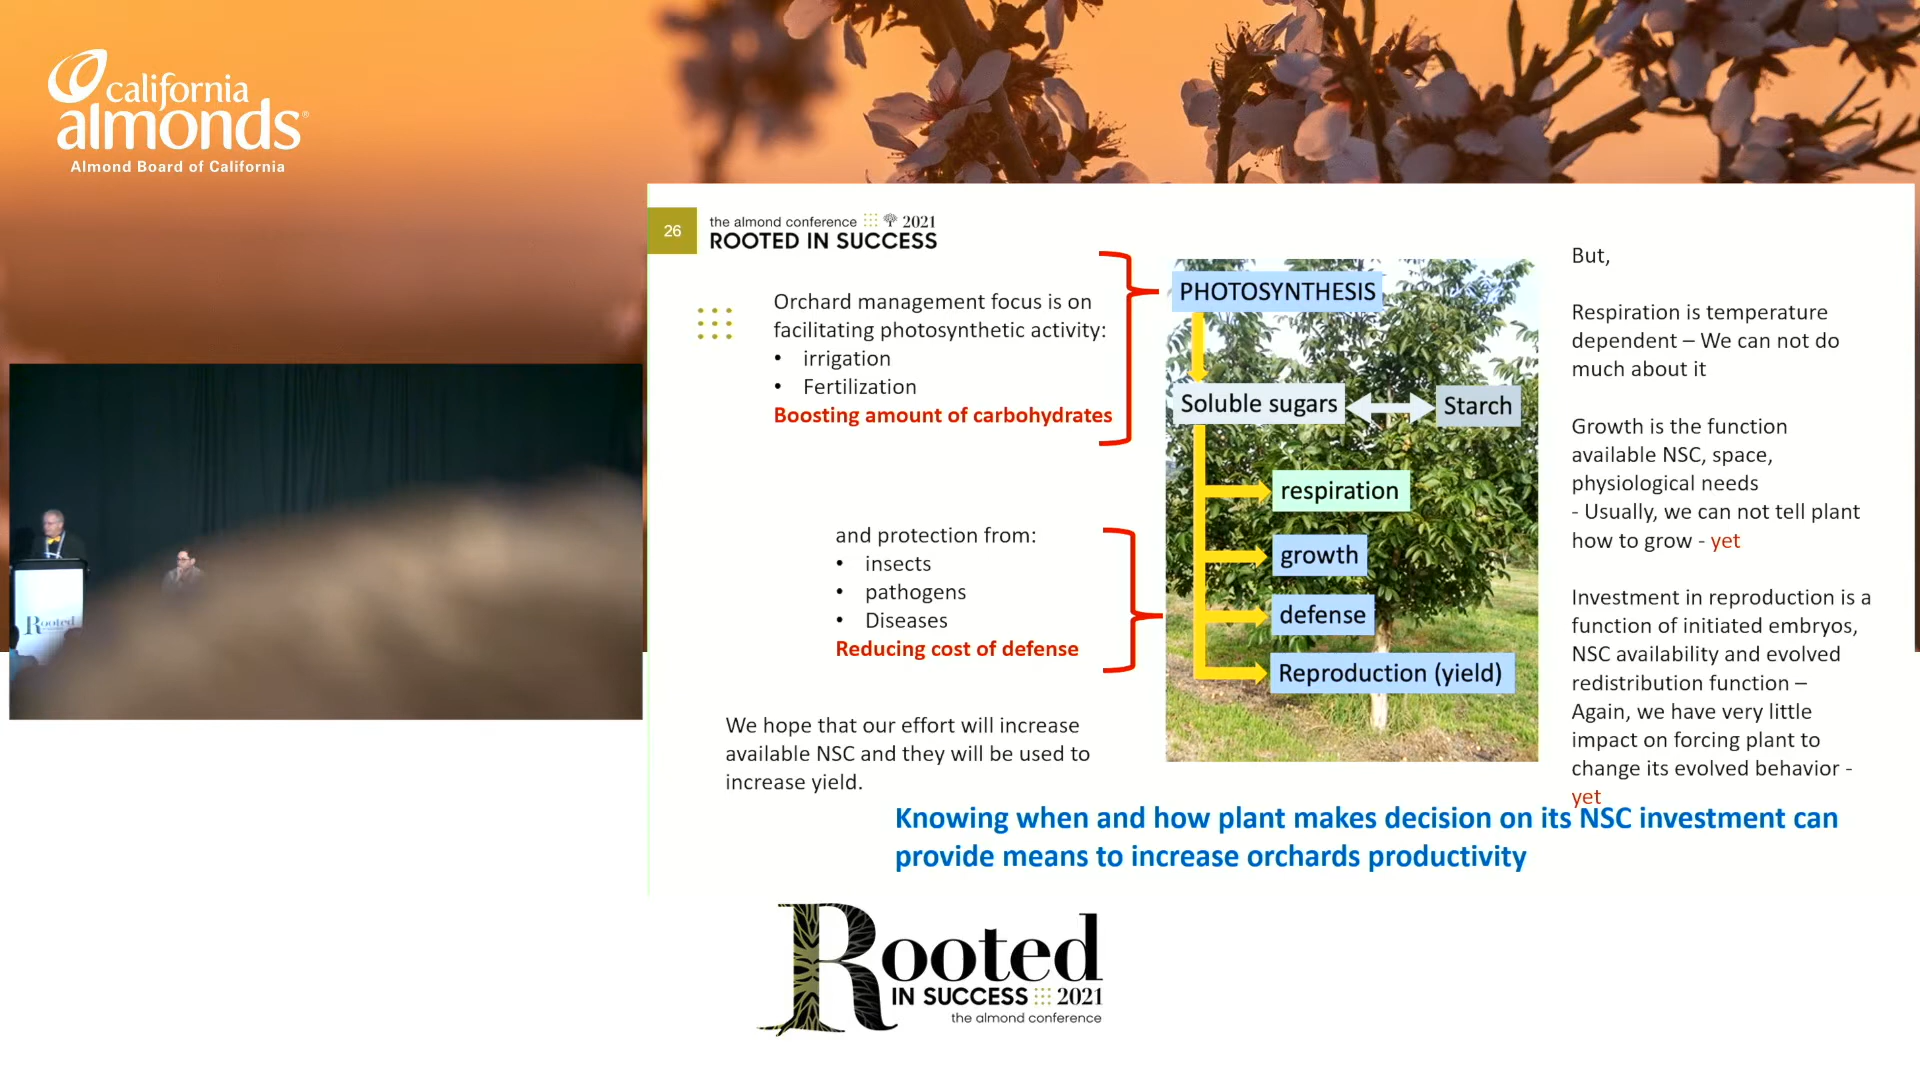 california
almonds®
Almond Board of California
26
the almond conference 2021
ROOTED IN SUCCESS
Orchard management focus is on
facilitating photosynthetic activity:
• irrigation
• Fertilization
Boosting amount of carbohydrates
and protection from:
• insects
• pathogens
• Diseases
Reducing cost of defense
We hope that our effort will increase
available NSC and they will be used to
increase yield.
PHOTOSYNTHESIS
Soluble sugars
Starch
respiration
growth
defense
Reproduction (yield)
But,
Respiration is temperature
dependent – We can not do
much about it
Growth is the function
available NSC, space,
physiological needs
- Usually, we can not tell plant
how to grow - yet
Investment in reproduction is a
function of initiated embryos,
NSC availability and evolved
redistribution function –
Again, we have very little
impact on forcing plant to
change its evolved behavior -
yet
Knowing when and how plant makes decision on its NSC investment can
provide means to increase orchards productivity
Rooted
Rooted
IN SUCCESS 2021
the almond conference